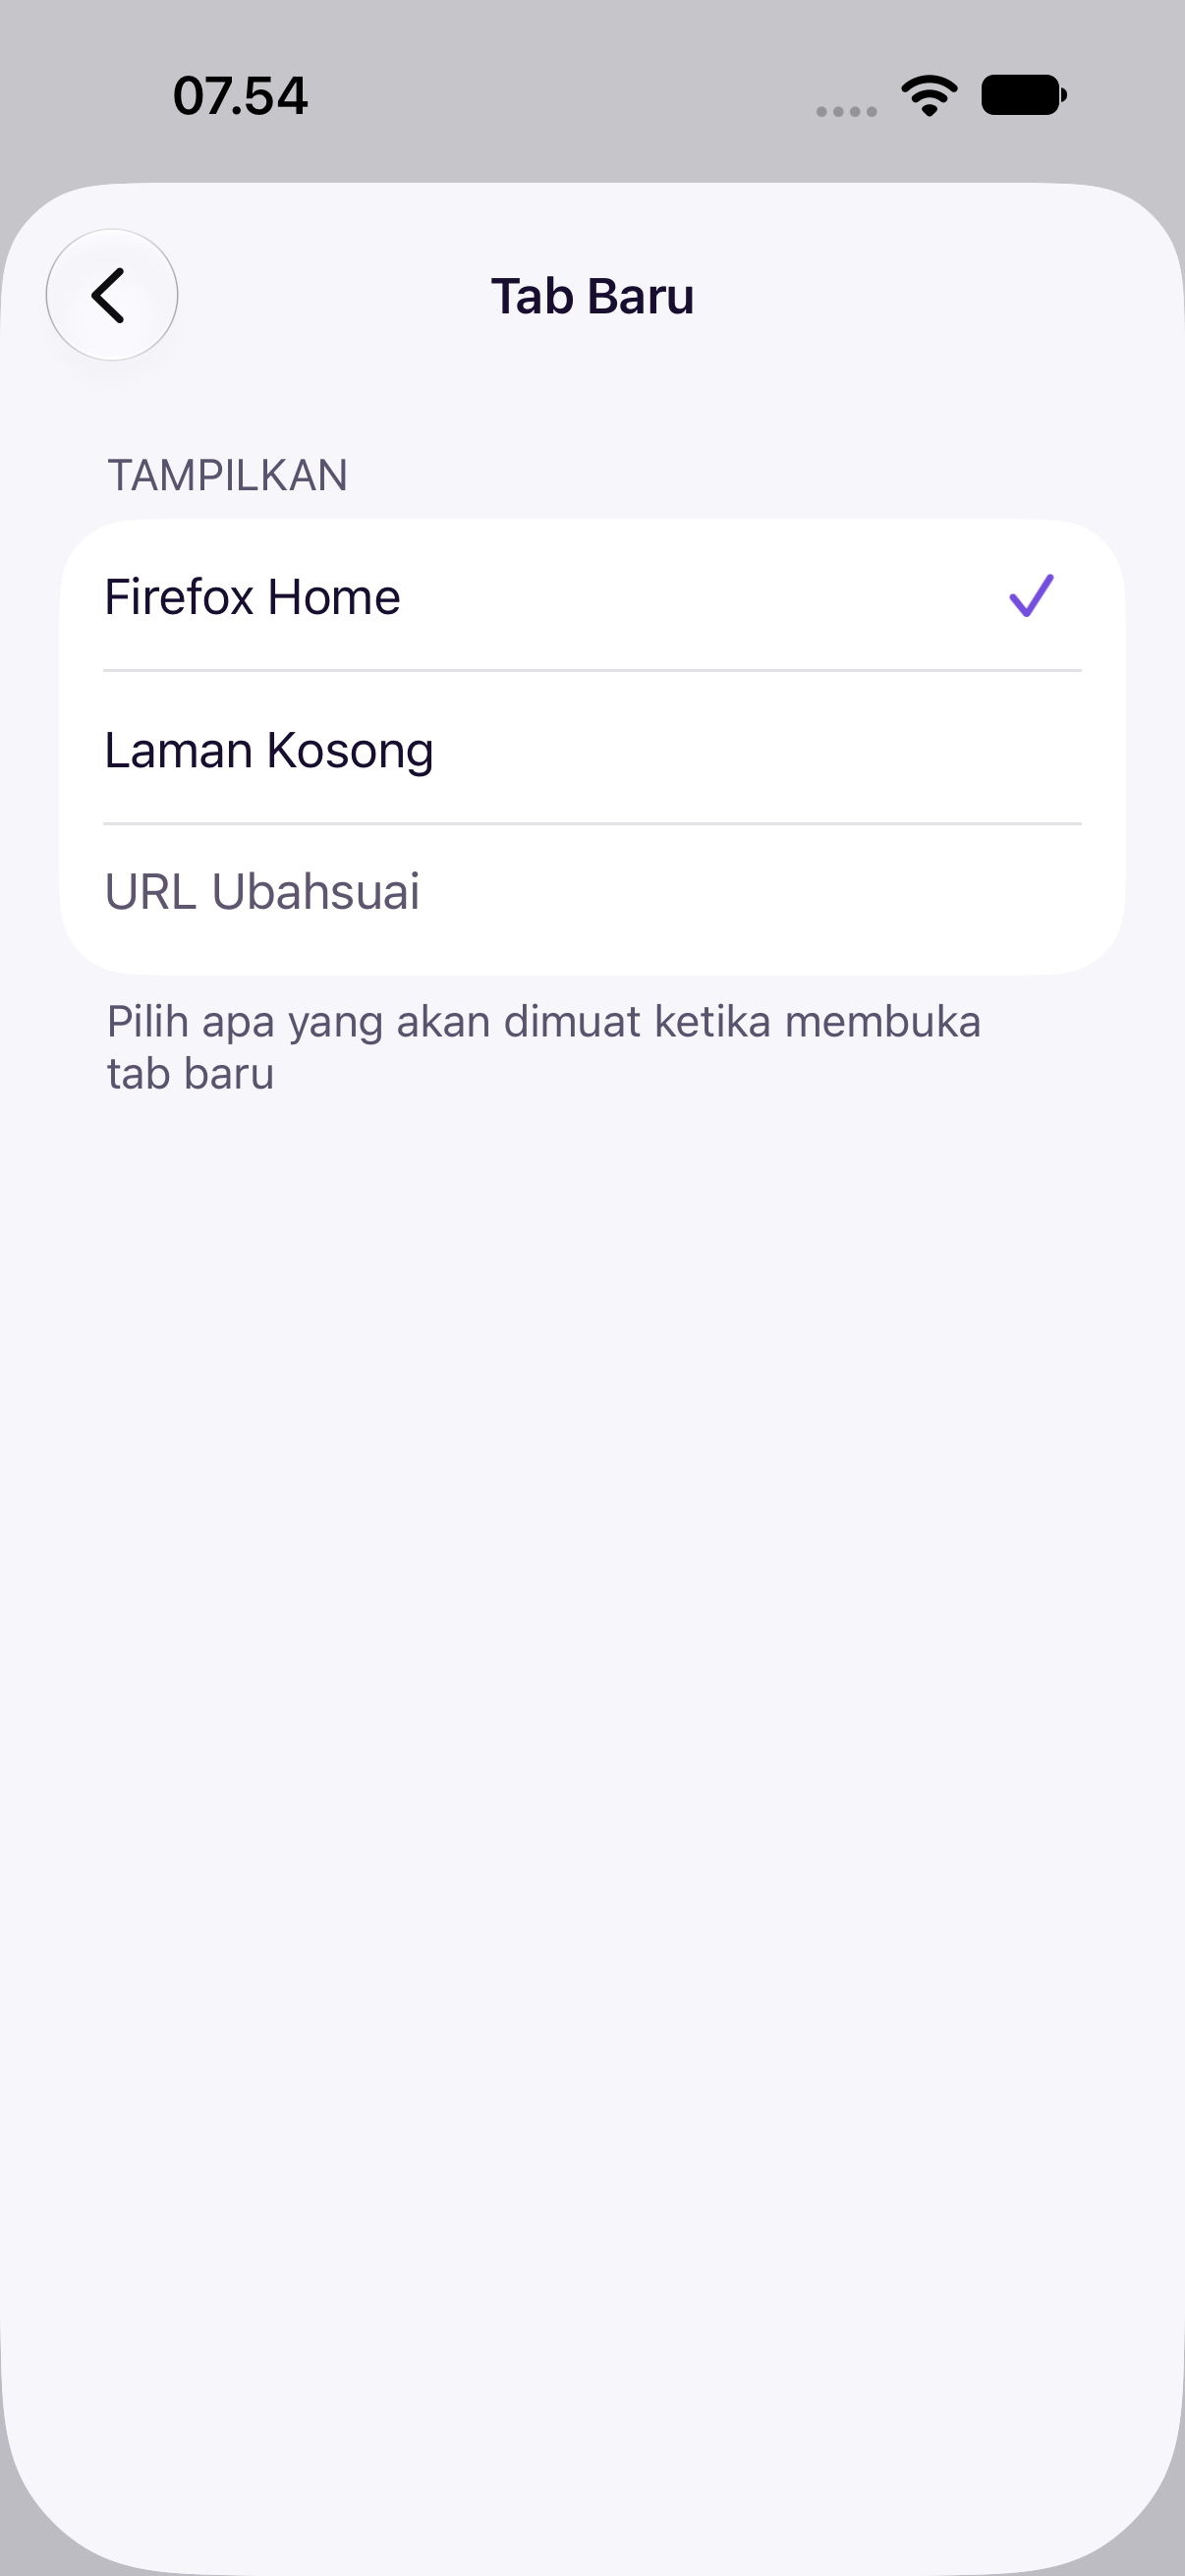 07.54
Tab Baru
TAMPILKAN
Firefox Home
Laman Kosong
URL Ubahsuai
Pilih apa yang akan dimuat ketika membuka
tab baru